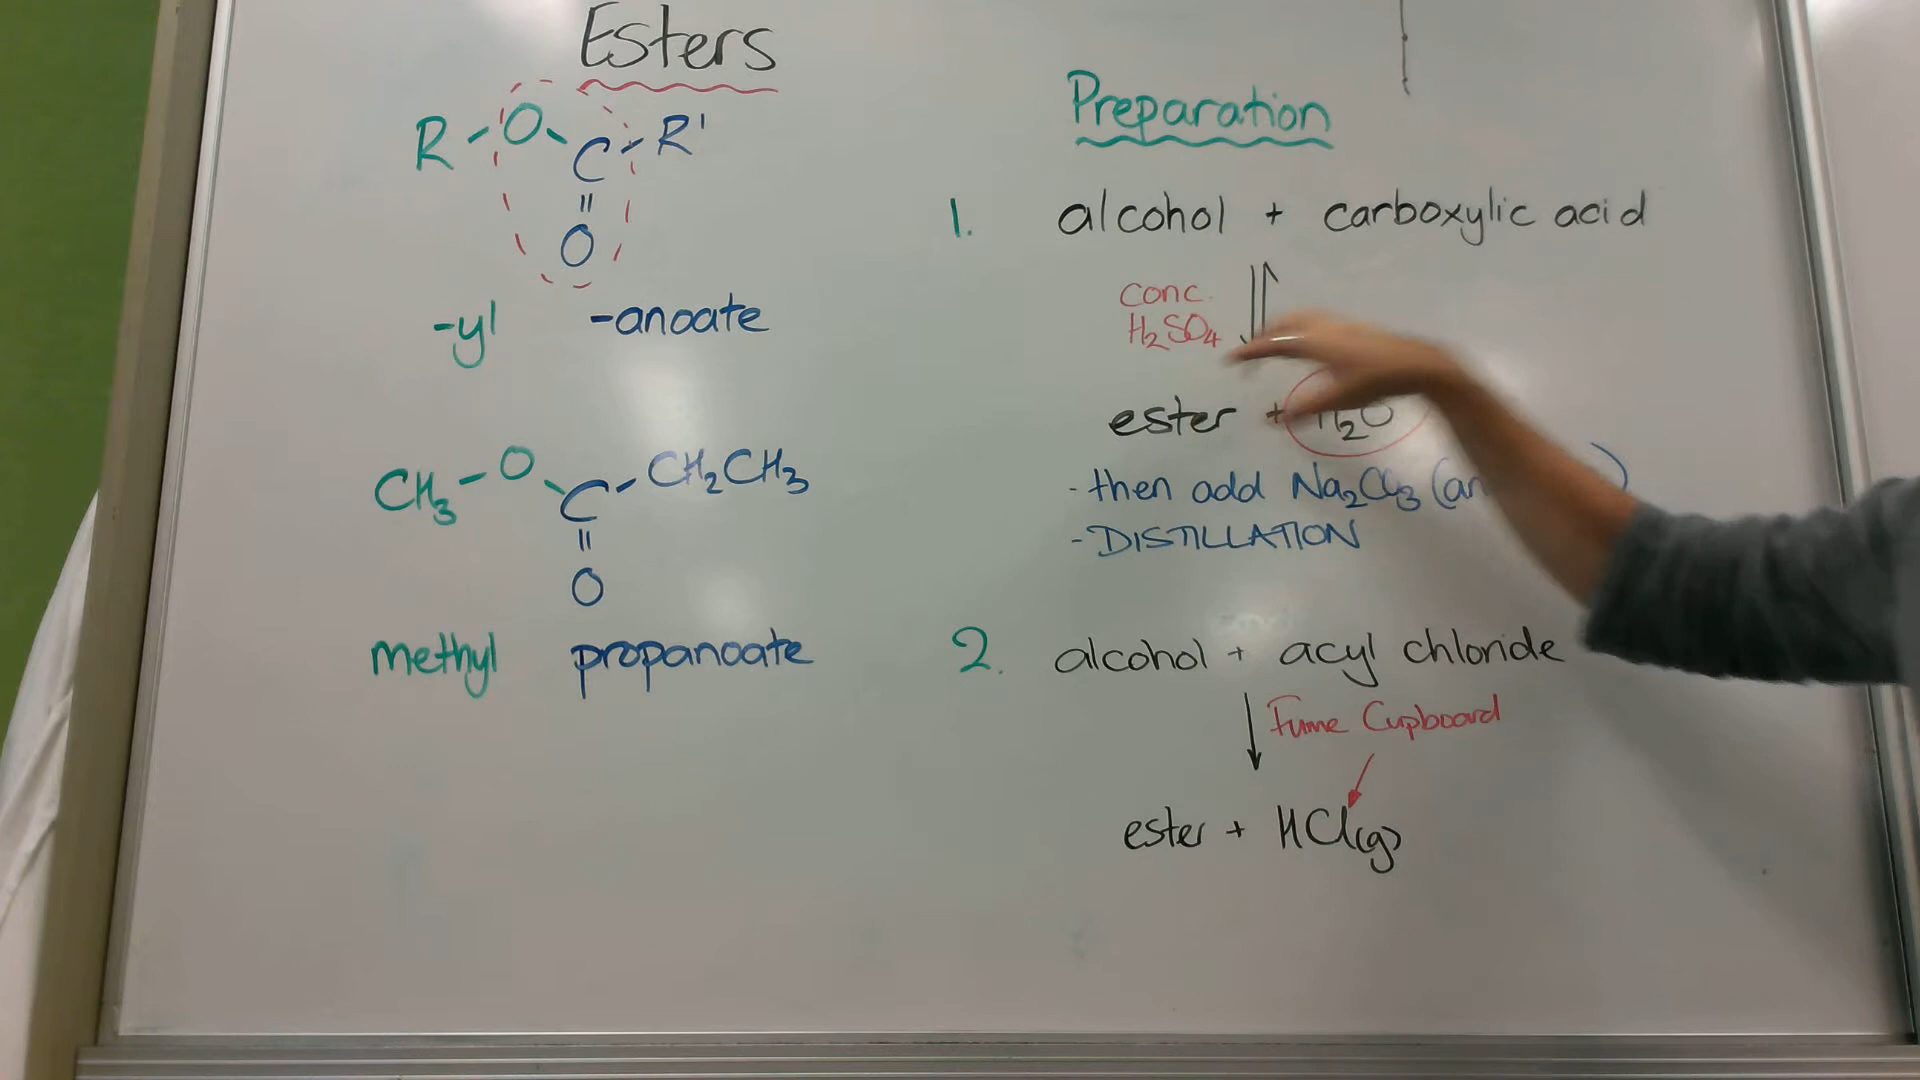 Esters
R - O - C - R'
=
O
-yl -anoate
CH3 - O - C - CH2CH3
=
O
methyl propanoate
Preparation
1. alcohol + carboxylic acid
conc.
H2SO4
ester + H2O
- then add Na2CO3 (
- DISTILLATION
2. alcohol + acyl chloride
Fume Cupboard
ester + HCl(g)